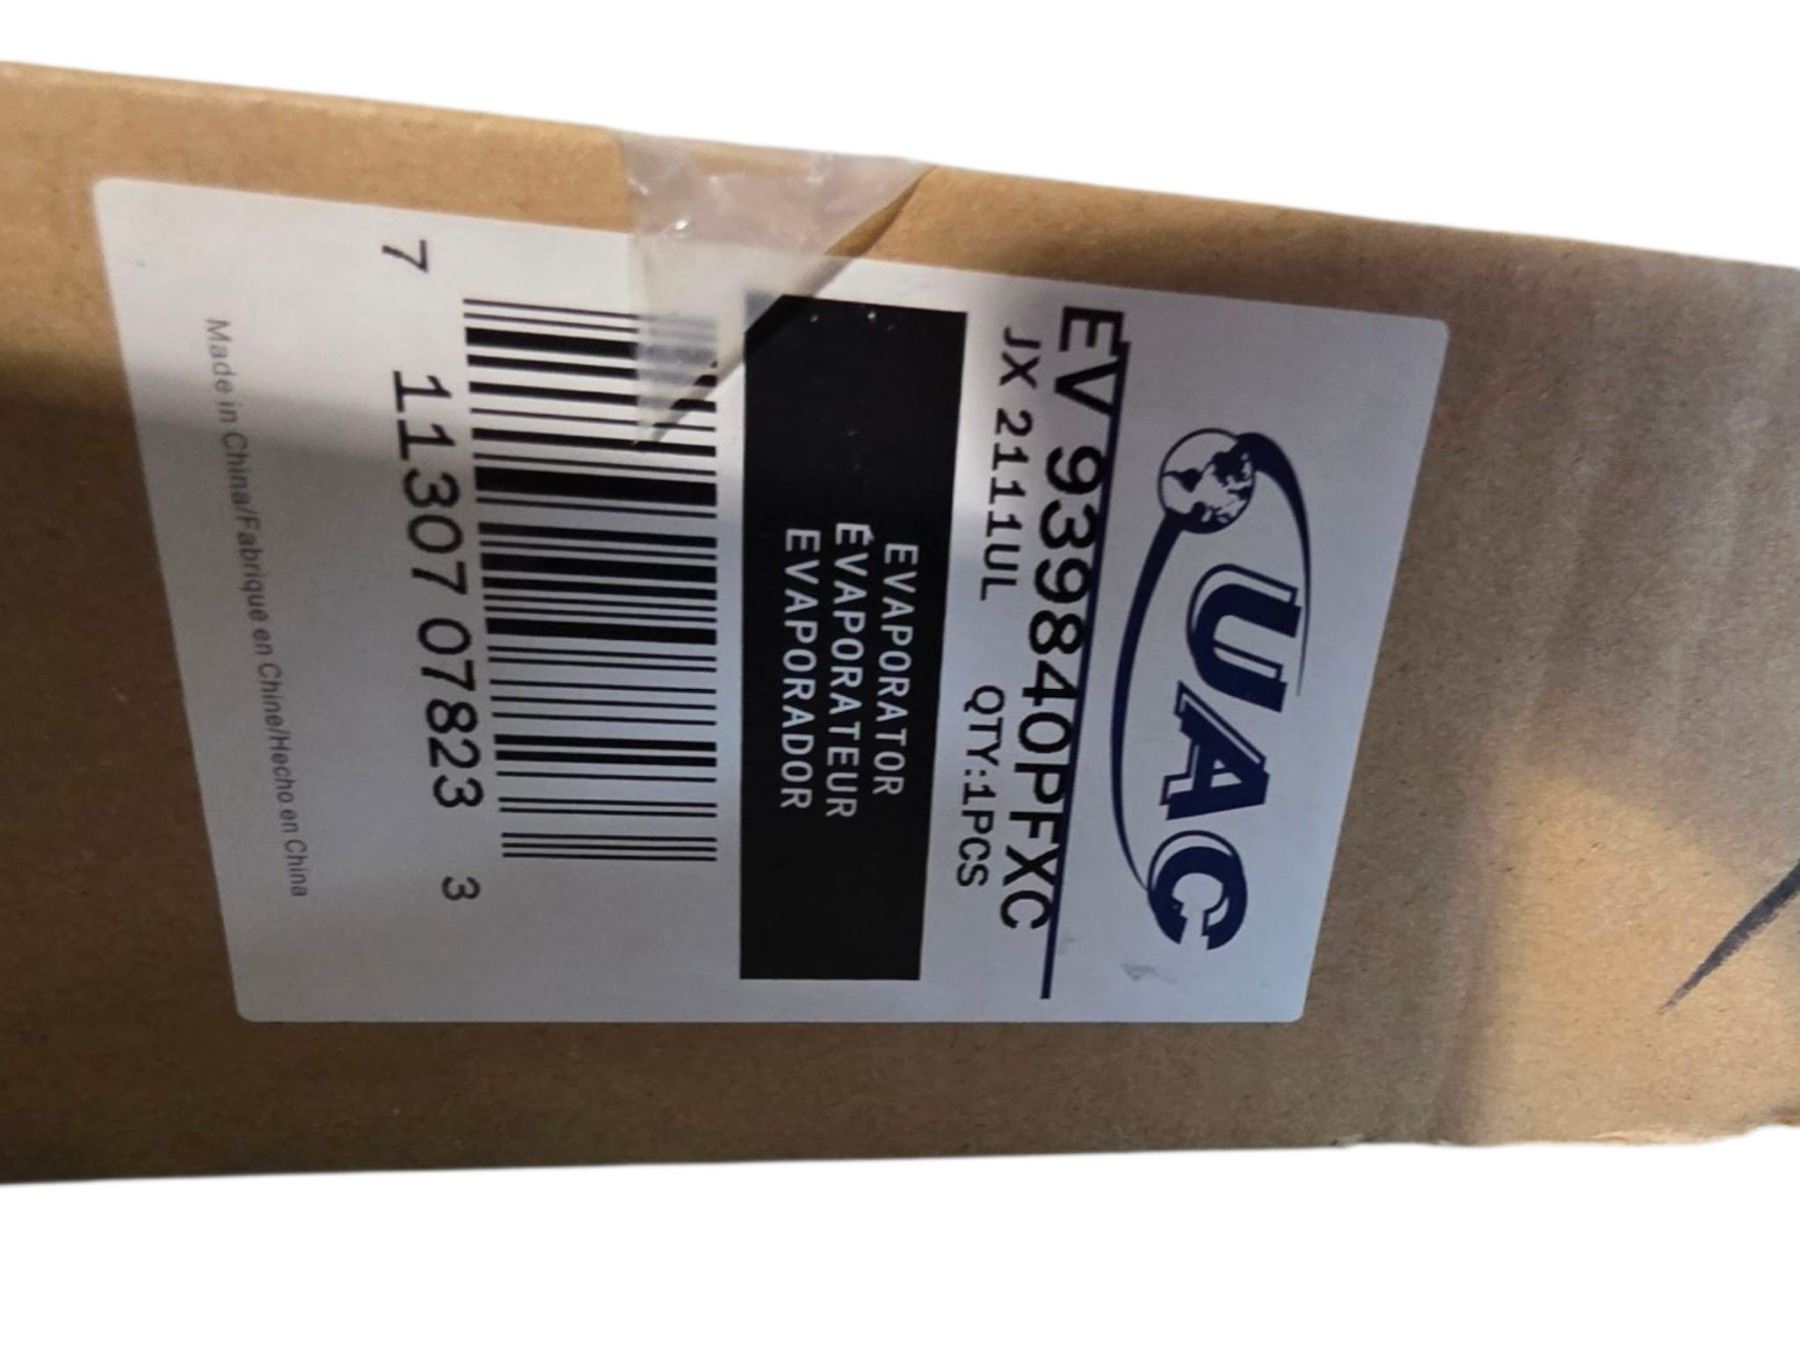 UAC
EV 939840PFXC
JX 2111UL QTY:1PCS
EVAPORATOR
ÉVAPORATEUR
EVAPORADOR
7 11307 07823 3
Made in China/Fabriqué en Chine/Hecho en China